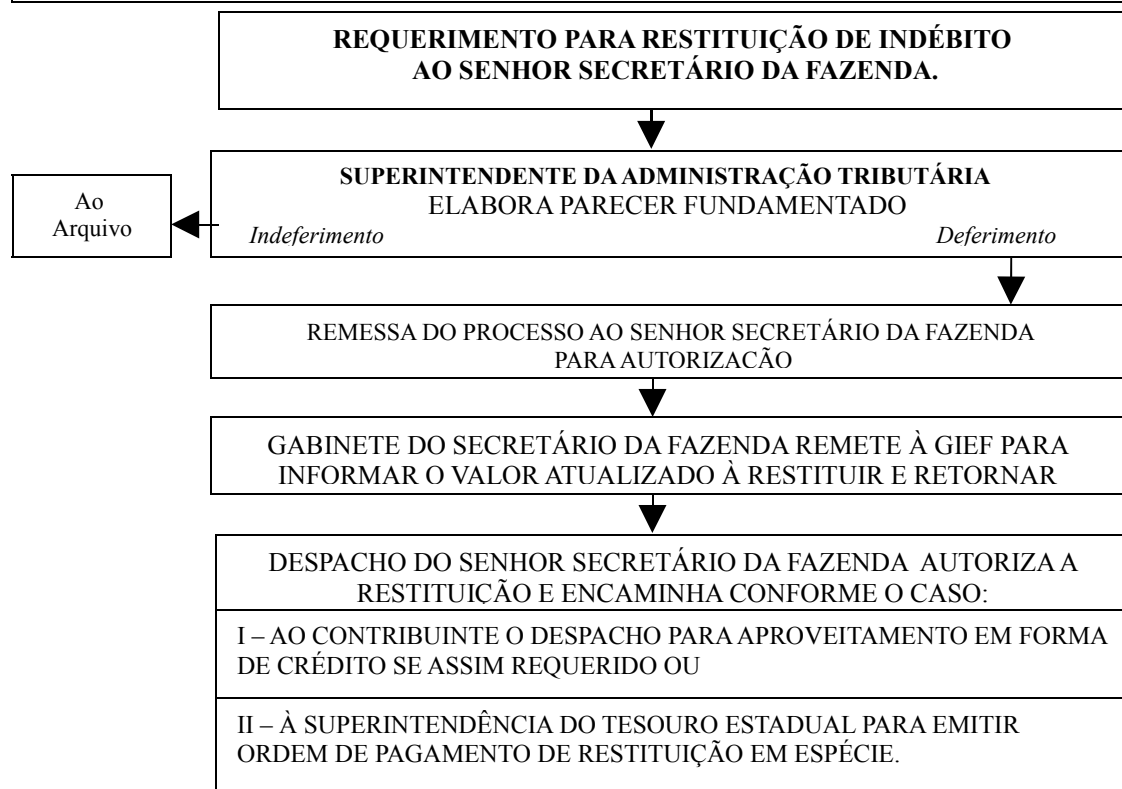 REQUERIMENTO PARA RESTITUIÇÃO DE INDÉBITO
AO SENHOR SECRETÁRIO DA FAZENDA.
SUPERINTENDENTE DA ADMINISTRAÇÃO TRIBUTÁRIA
ELABORA PARECER FUNDAMENTADO
Indeferimento Deferimento
Ao
Arquivo
REMESSA DO PROCESSO AO SENHOR SECRETÁRIO DA FAZENDA
PARA AUTORIZACÃO
GABINETE DO SECRETÁRIO DA FAZENDA REMETE À GIEF PARA
INFORMAR O VALOR ATUALIZADO À RESTITUIR E RETORNAR
DESPACHO DO SENHOR SECRETÁRIO DA FAZENDA AUTORIZA A
RESTITUIÇÃO E ENCAMINHA CONFORME O CASO:
I – AO CONTRIBUINTE O DESPACHO PARA APROVEITAMENTO EM FORMA
DE CRÉDITO SE ASSIM REQUERIDO OU
II – À SUPERINTENDÊNCIA DO TESOURO ESTADUAL PARA EMITIR
ORDEM DE PAGAMENTO DE RESTITUIÇÃO EM ESPÉCIE.